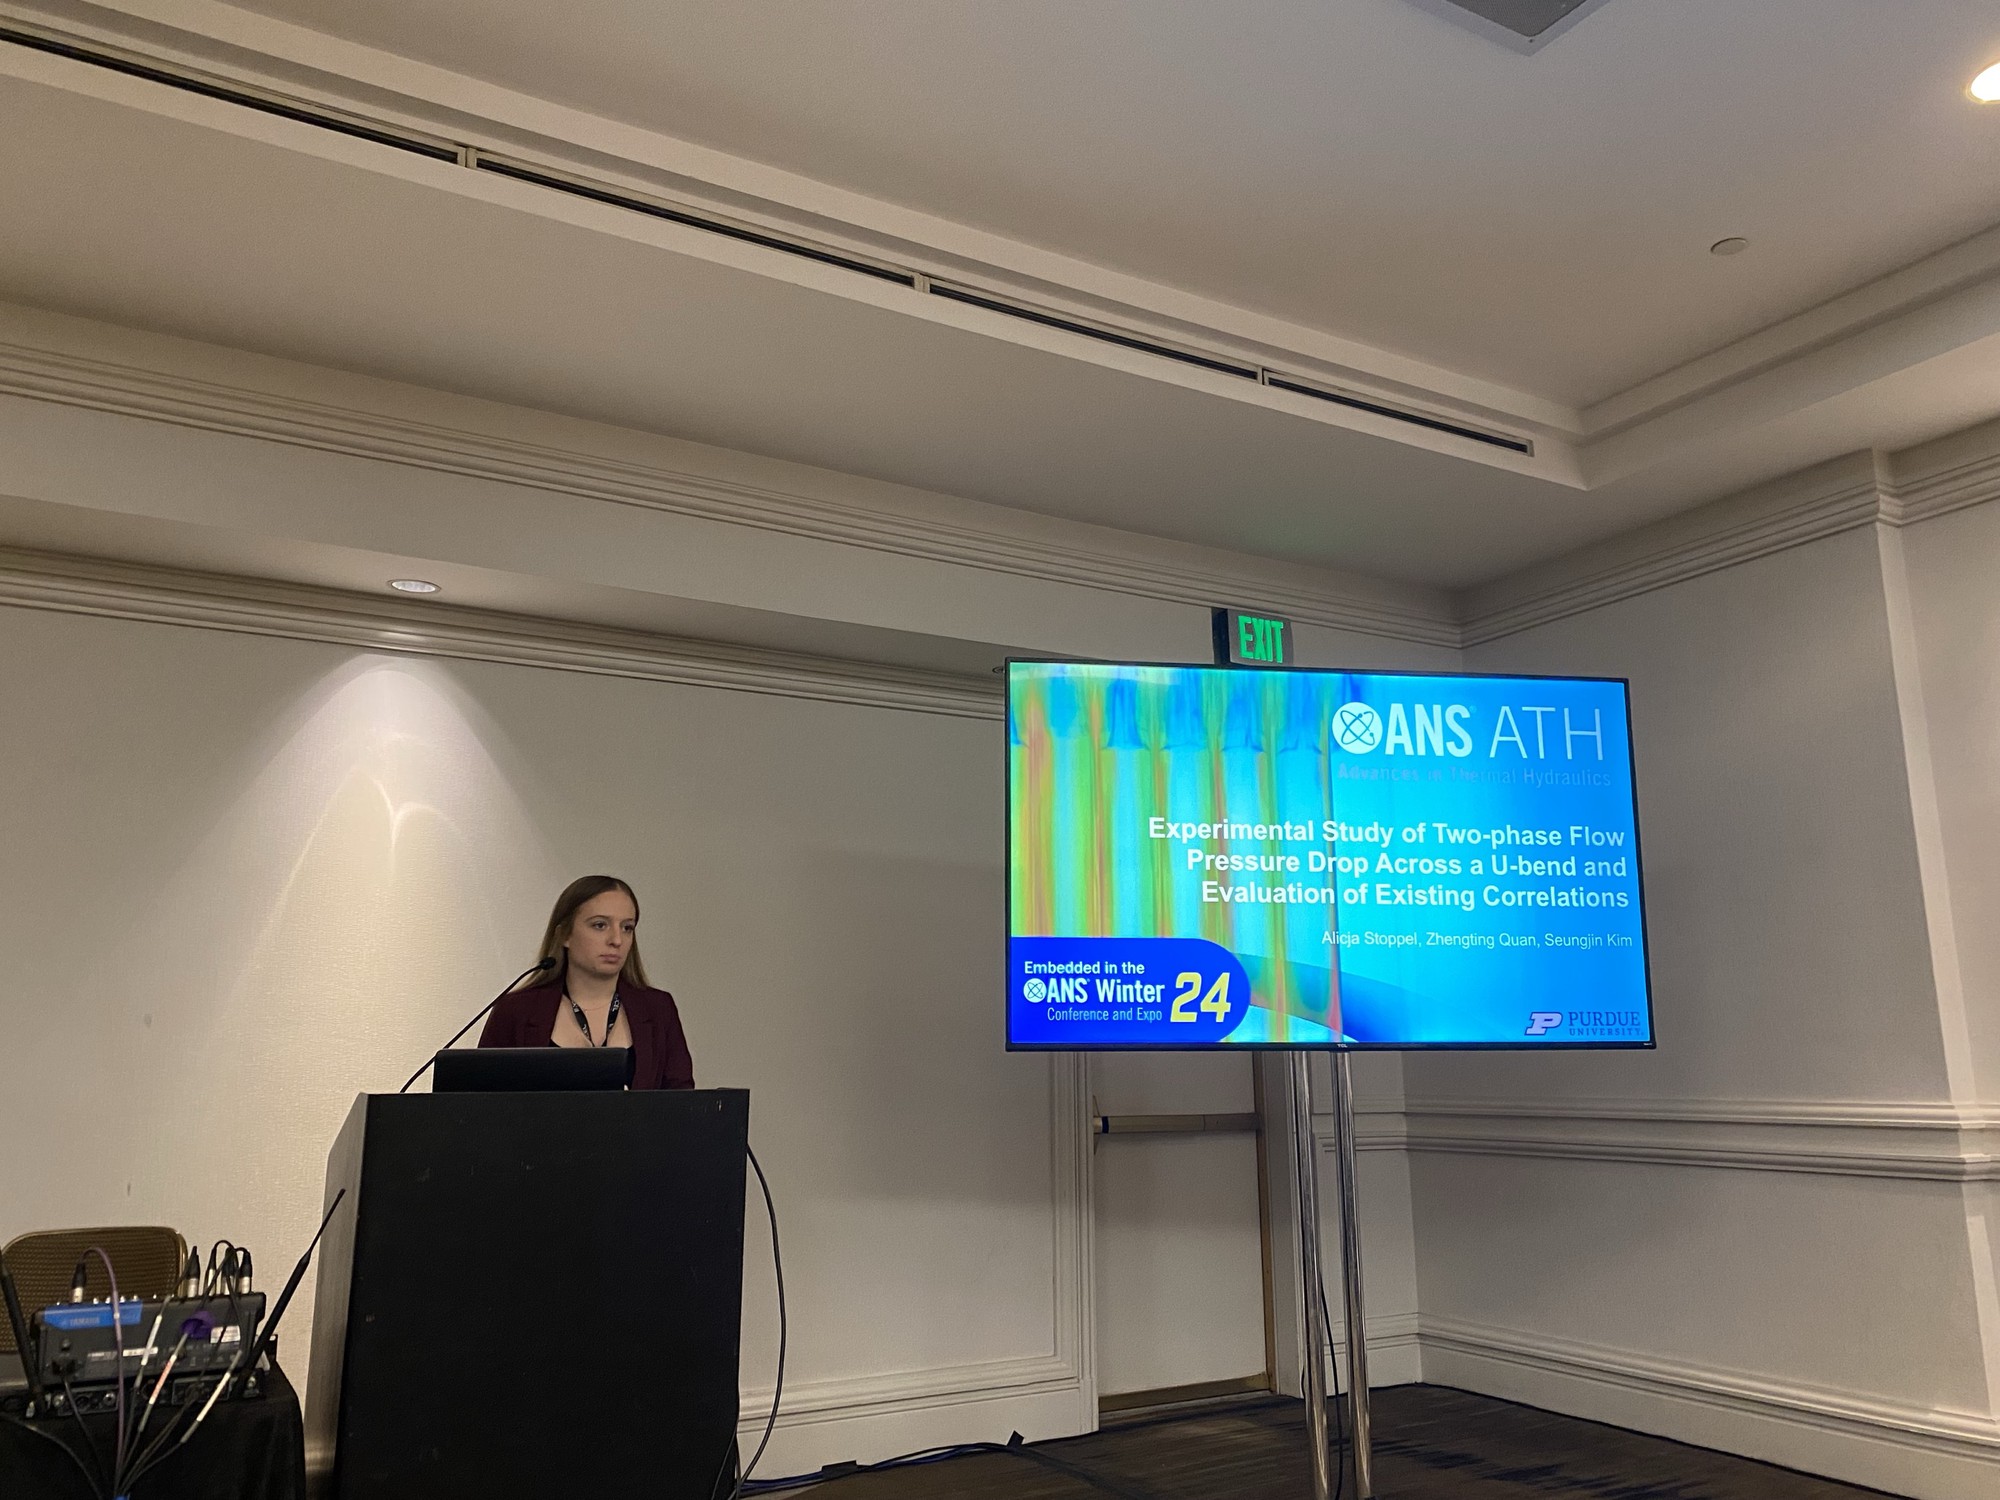 EXIT
ANS ATH
Advances in Thermal Hydraulics
Experimental Study of Two-phase Flow
Pressure Drop Across a U-bend and
Evaluation of Existing Correlations
Alicja Stoppel, Zhengting Quan, Seungjin Kim
Embedded in the
ANS Winter 24
Conference and Expo
PURDUE
UNIVERSITY
TCL
YAMAHA